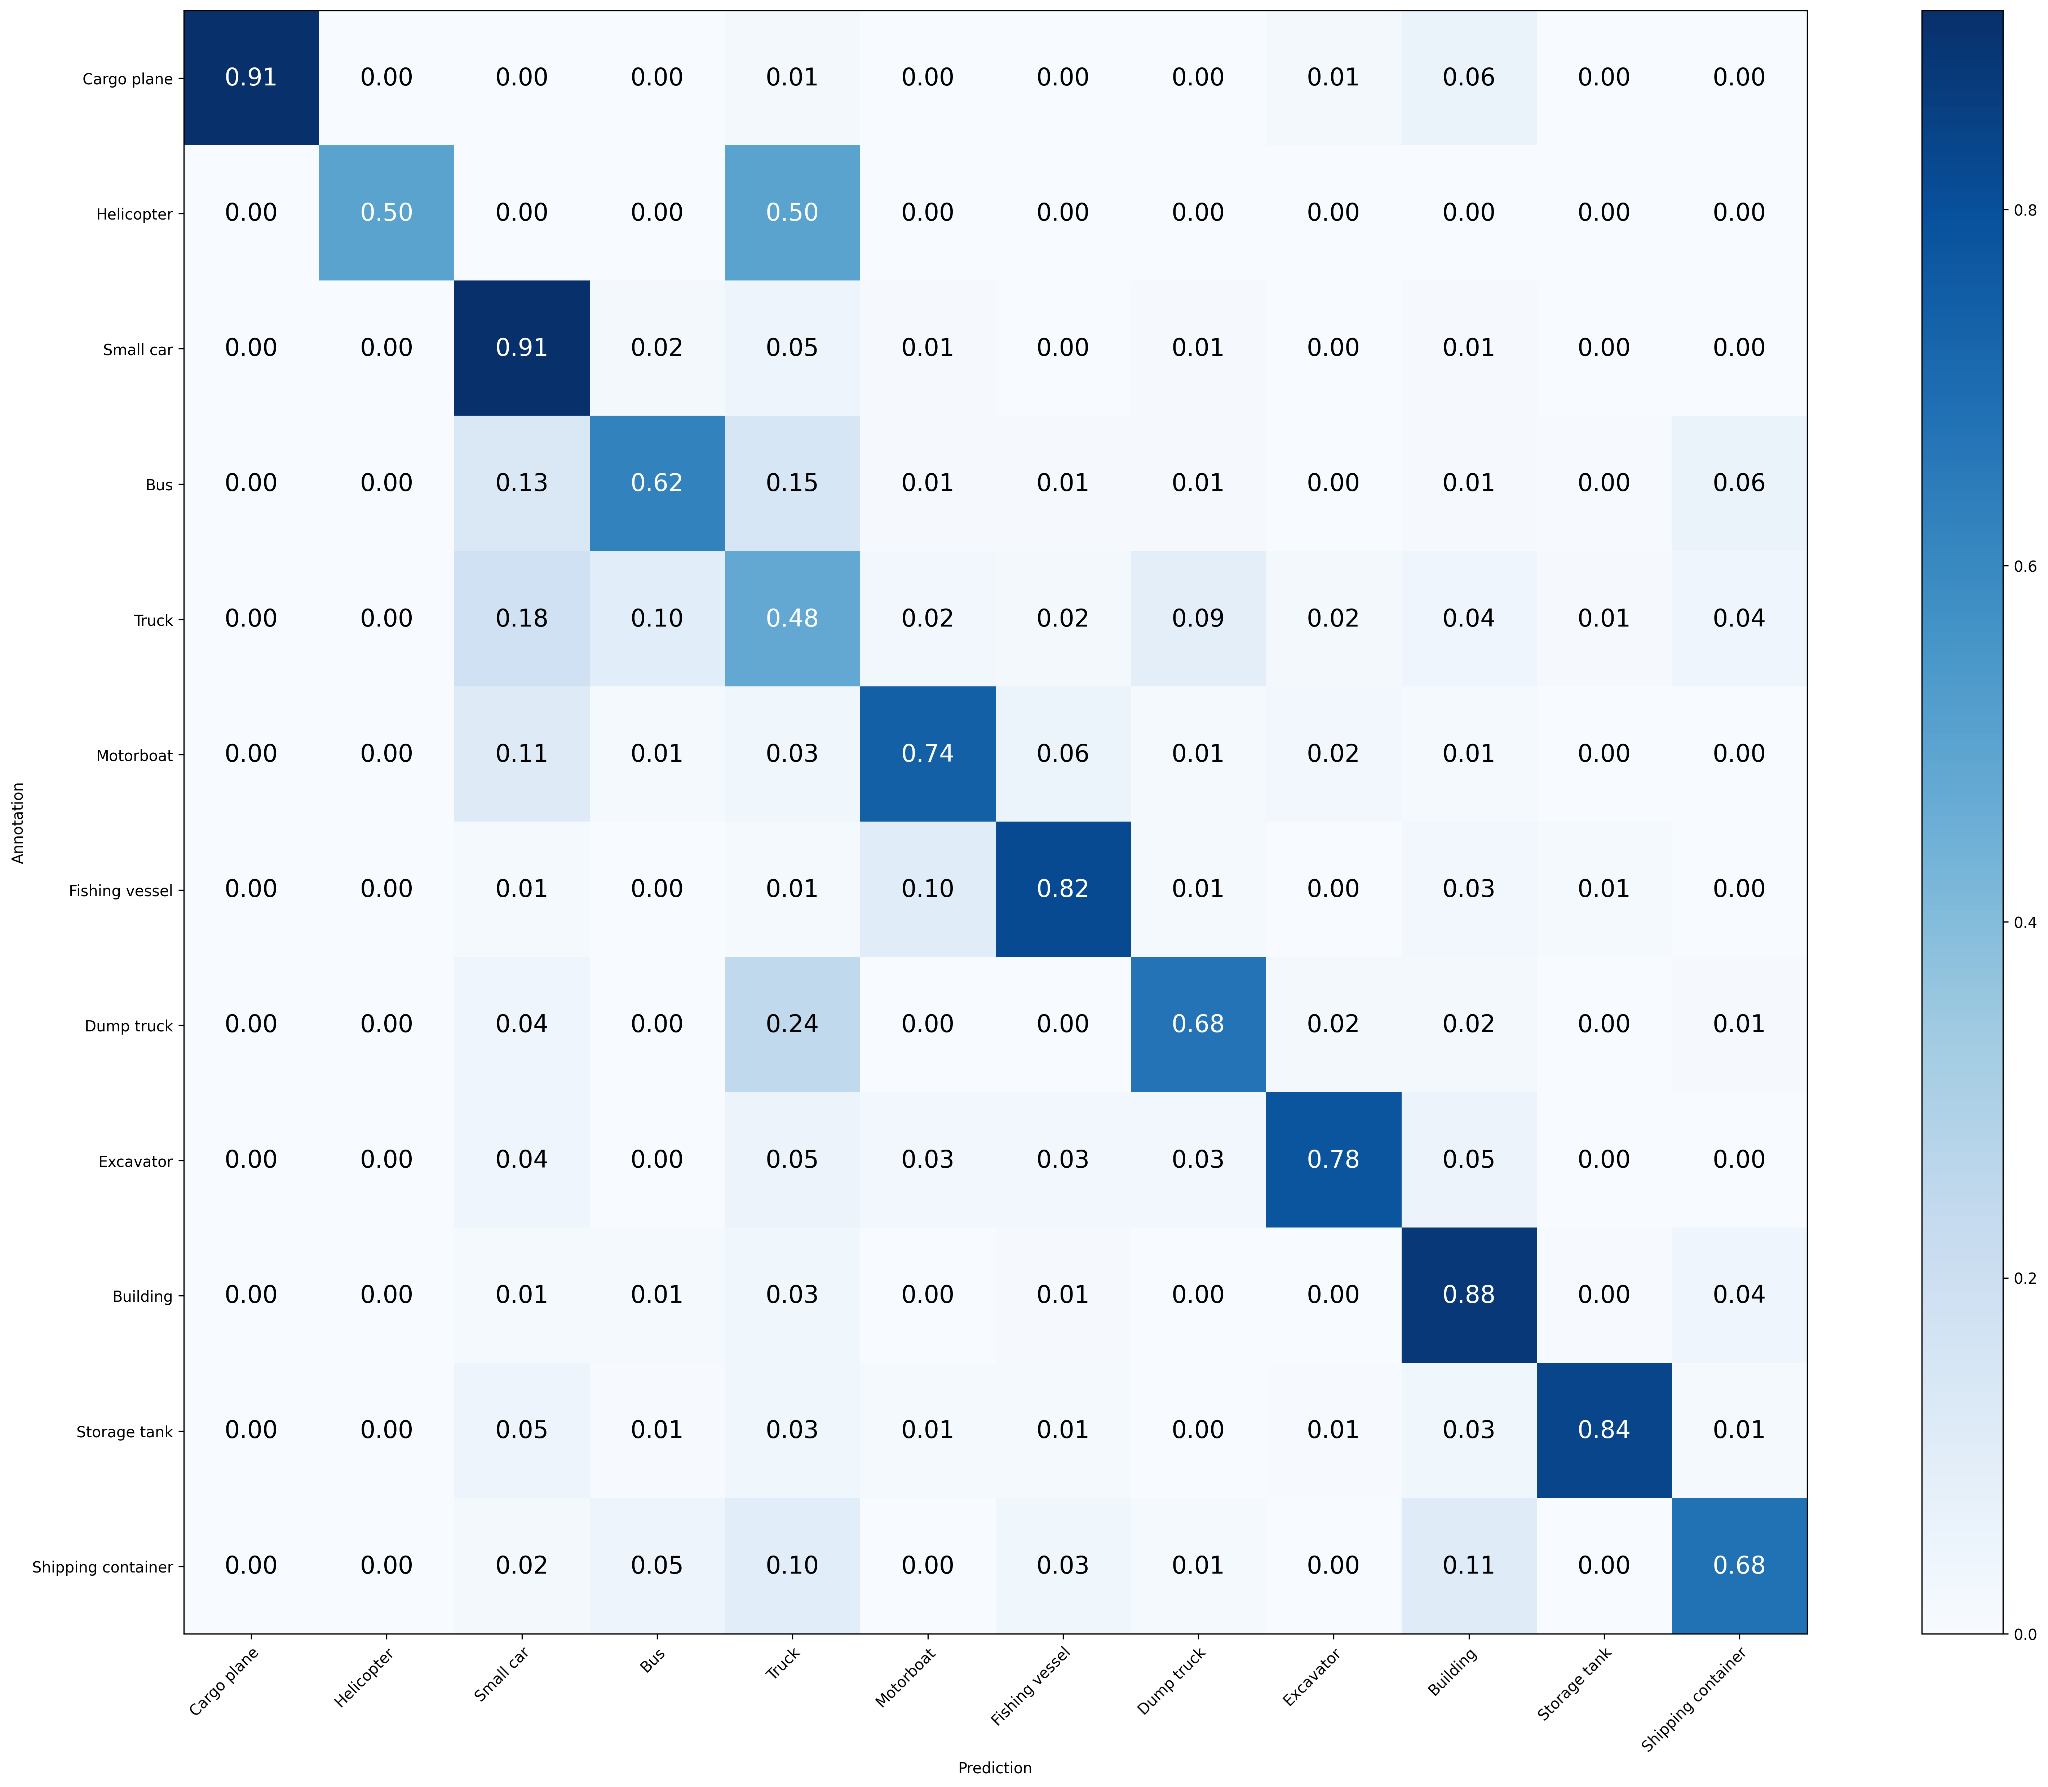 Cargo plane 0.91 0.00 0.00 0.00 0.01 0.00 0.00 0.00 0.01 0.06 0.00 0.00
Helicopter 0.00 0.50 0.00 0.00 0.50 0.00 0.00 0.00 0.00 0.00 0.00 0.00
0.8
Small car 0.00 0.00 0.91 0.02 0.05 0.01 0.00 0.01 0.00 0.01 0.00 0.00
Bus 0.00 0.00 0.13 0.62 0.15 0.01 0.01 0.01 0.00 0.01 0.00 0.06
0.6
Truck 0.00 0.00 0.18 0.10 0.48 0.02 0.02 0.09 0.02 0.04 0.01 0.04
Motorboat 0.00 0.00 0.11 0.01 0.03 0.74 0.06 0.01 0.02 0.01 0.00 0.00
Annotation
Fishing vessel 0.00 0.00 0.01 0.00 0.01 0.10 0.82 0.01 0.00 0.03 0.01 0.00
0.4
Dump truck 0.00 0.00 0.04 0.00 0.24 0.00 0.00 0.68 0.02 0.02 0.00 0.01
Excavator 0.00 0.00 0.04 0.00 0.05 0.03 0.03 0.03 0.78 0.05 0.00 0.00
0.2
Building 0.00 0.00 0.01 0.01 0.03 0.00 0.01 0.00 0.00 0.88 0.00 0.04
Storage tank 0.00 0.00 0.05 0.01 0.03 0.01 0.01 0.00 0.01 0.03 0.84 0.01
Shipping container 0.00 0.00 0.02 0.05 0.10 0.00 0.03 0.01 0.00 0.11 0.00 0.68
0.0
Cargo plane Helicopter Small car Bus Truck Motorboat Fishing vessel Dump truck Excavator Building Storage tank Shipping container
Prediction